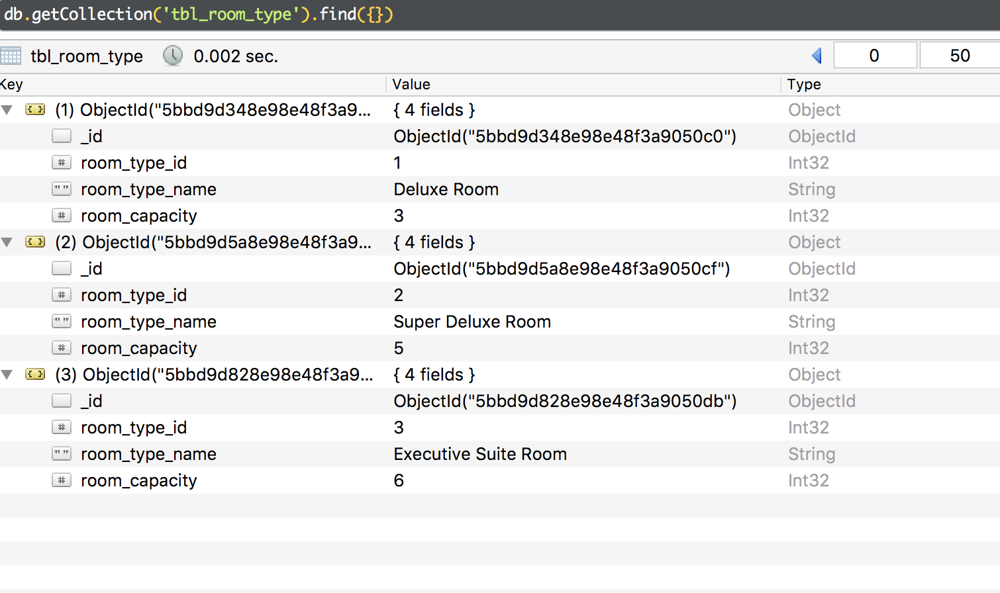 db.getCollection('tbl_room_type').find({})
tbl_room_type 0.002 sec. 0 50
Key Value Type
(1) ObjectId("5bbd9d348e98e48f3a9... { 4 fields } Object
_id ObjectId("5bbd9d348e98e48f3a9050c0") ObjectId
# room_type_id 1 Int32
"" room_type_name Deluxe Room String
# room_capacity 3 Int32
(2) ObjectId("5bbd9d5a8e98e48f3a9... { 4 fields } Object
_id ObjectId("5bbd9d5a8e98e48f3a9050cf") ObjectId
# room_type_id 2 Int32
"" room_type_name Super Deluxe Room String
# room_capacity 5 Int32
(3) ObjectId("5bbd9d828e98e48f3a9... { 4 fields } Object
_id ObjectId("5bbd9d828e98e48f3a9050db") ObjectId
# room_type_id 3 Int32
"" room_type_name Executive Suite Room String
# room_capacity 6 Int32